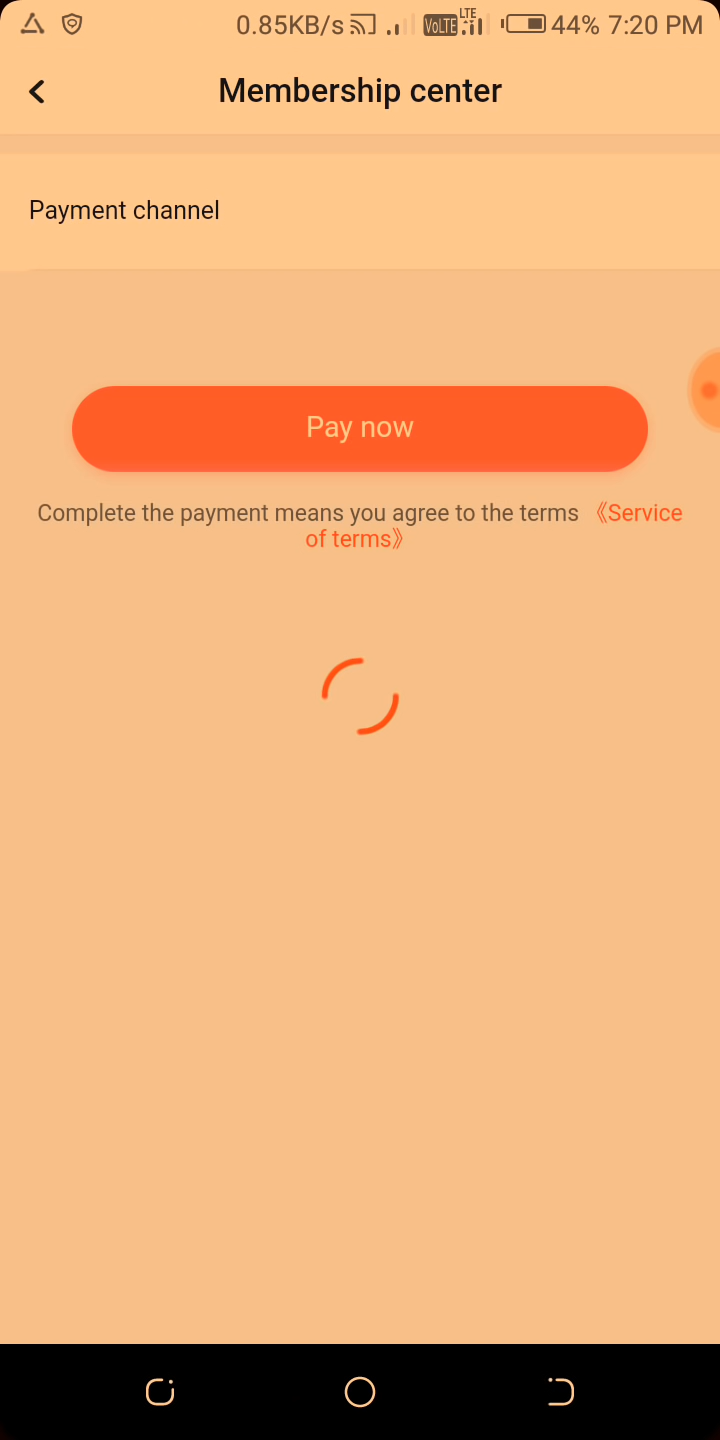 0.85KB/s VoLTE LTE 44% 7:20 PM
Membership center
Payment channel
Pay now
Complete the payment means you agree to the terms 《Service
of terms》